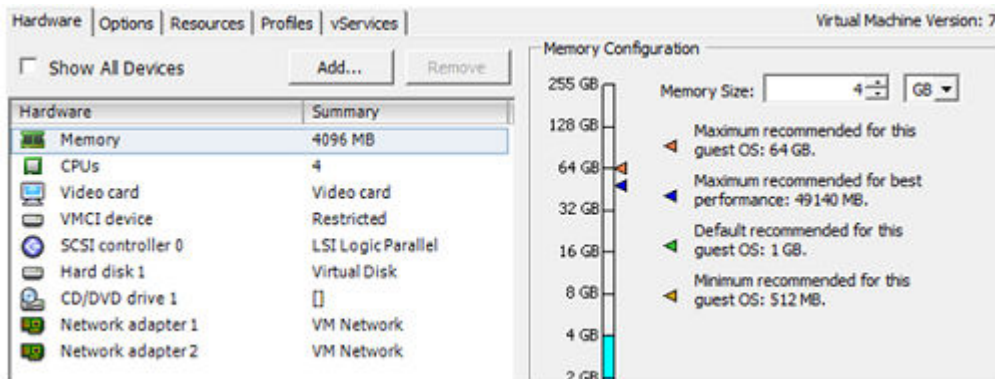 Hardware Options Resources Profiles vServices Virtual Machine Version: 7
Show All Devices Add... Remove
Hardware Summary
Memory 4096 MB
CPUs 4
Video card Video card
VMCI device Restricted
SCSI controller 0 LSI Logic Parallel
Hard disk 1 Virtual Disk
CD/DVD drive 1 []
Network adapter 1 VM Network
Network adapter 2 VM Network
Memory Configuration
255 GB
128 GB
64 GB
32 GB
16 GB
8 GB
4 GB
2 GB
Memory Size: 4 GB
Maximum recommended for this
guest OS: 64 GB.
Maximum recommended for best
performance: 49140 MB.
Default recommended for this
guest OS: 1 GB.
Minimum recommended for this
guest OS: 512 MB.